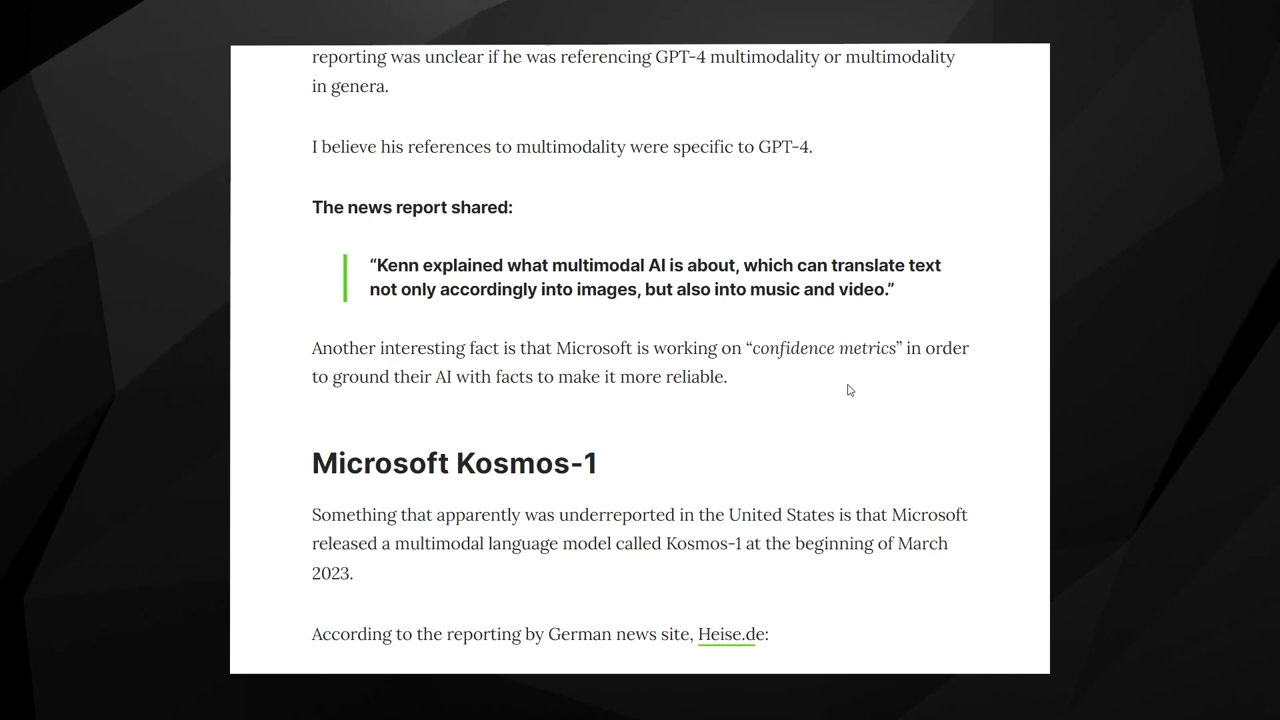 reporting was unclear if he was referencing GPT-4 multimodality or multimodality
in genera.
I believe his references to multimodality were specific to GPT-4.
The news report shared:
“Kenn explained what multimodal AI is about, which can translate text
not only accordingly into images, but also into music and video.”
Another interesting fact is that Microsoft is working on “confidence metrics” in order
to ground their AI with facts to make it more reliable.
Microsoft Kosmos-1
Something that apparently was underreported in the United States is that Microsoft
released a multimodal language model called Kosmos-1 at the beginning of March
2023.
According to the reporting by German news site, Heise.de: